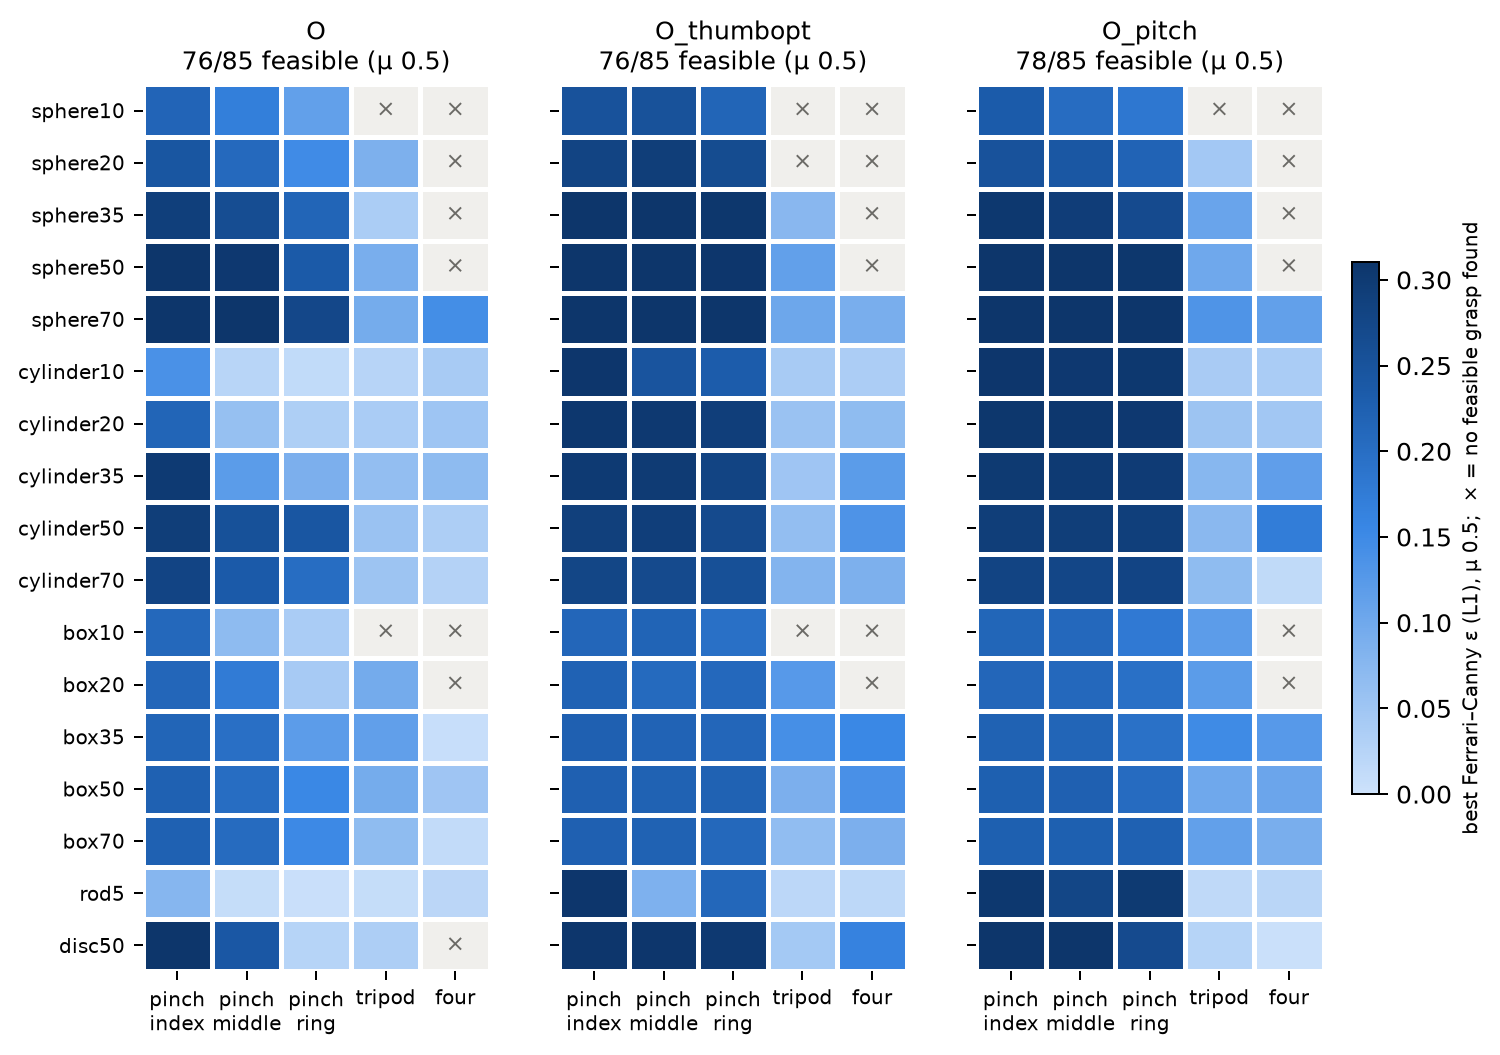 O
76/85 feasible (μ 0.5)
O_thumbopt
76/85 feasible (μ 0.5)
O_pitch
78/85 feasible (μ 0.5)
sphere10
× × × × × ×
sphere20
× × × ×
sphere35
× × ×
sphere50
× × ×
sphere70
cylinder10
cylinder20
cylinder35
cylinder50
cylinder70
box10
× × × × ×
box20
× × ×
box35
box50
box70
rod5
disc50
×
pinch index
pinch middle
pinch ring
tripod
four
pinch index
pinch middle
pinch ring
tripod
four
pinch index
pinch middle
pinch ring
tripod
four
0.30
0.25
0.20
0.15
0.10
0.05
0.00
best Ferrari–Canny ε (L1), μ 0.5;  × = no feasible grasp found